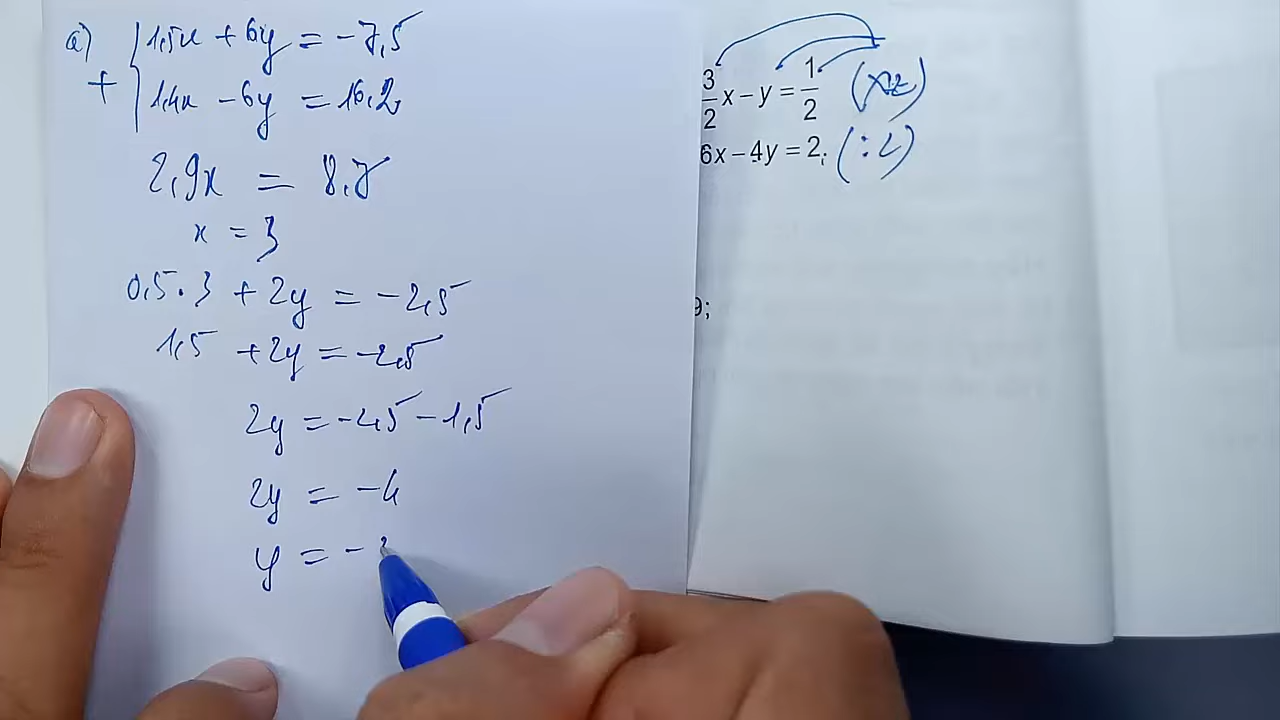 a) 1,5x + 6y = -7,5
+ 1,4x - 6y = 16,2
2,9x = 8,7
x = 3
0,5 · 3 + 2y = -2,5
1,5 + 2y = -2,5
2y = -2,5 - 1,5
2y = -4
y = -
3/2 x - y = 1/2 (x2)
6x - 4y = 2; (:2)
9;